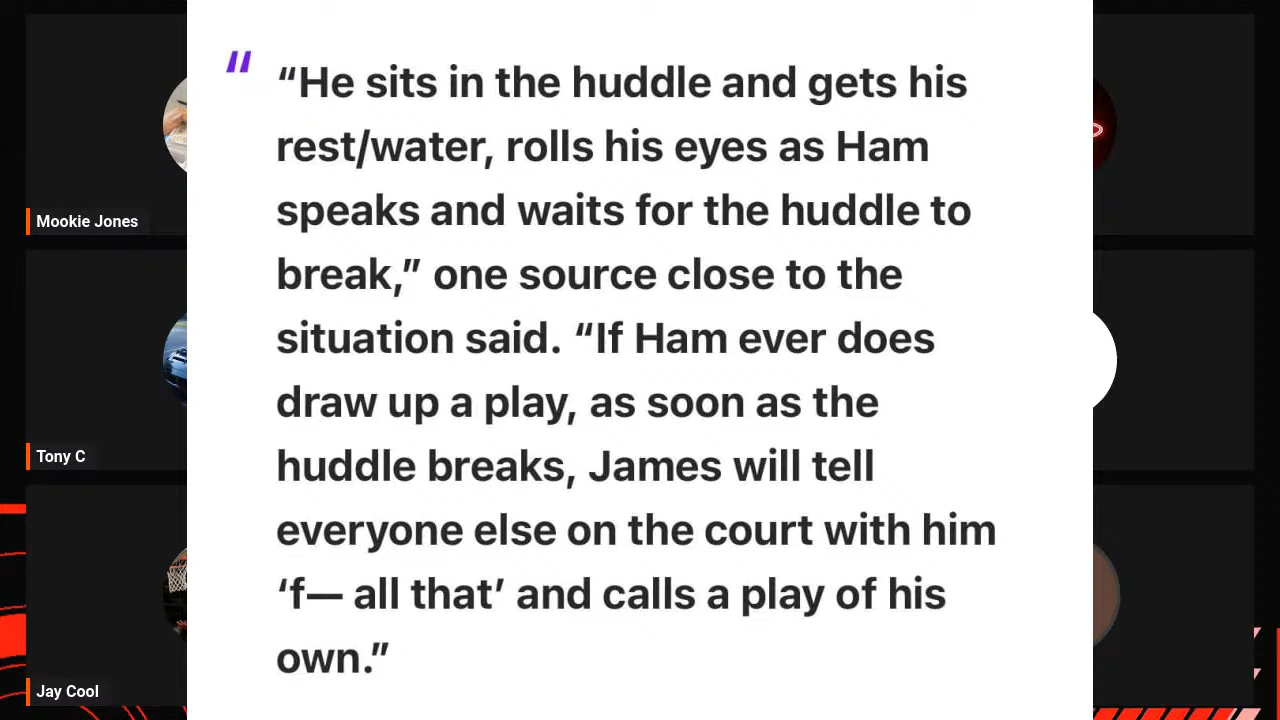 "
“He sits in the huddle and gets his
rest/water, rolls his eyes as Ham
speaks and waits for the huddle to
break,” one source close to the
situation said. “If Ham ever does
draw up a play, as soon as the
huddle breaks, James will tell
everyone else on the court with him
‘f— all that’ and calls a play of his
own.”
Mookie Jones
Tony C
Jay Cool